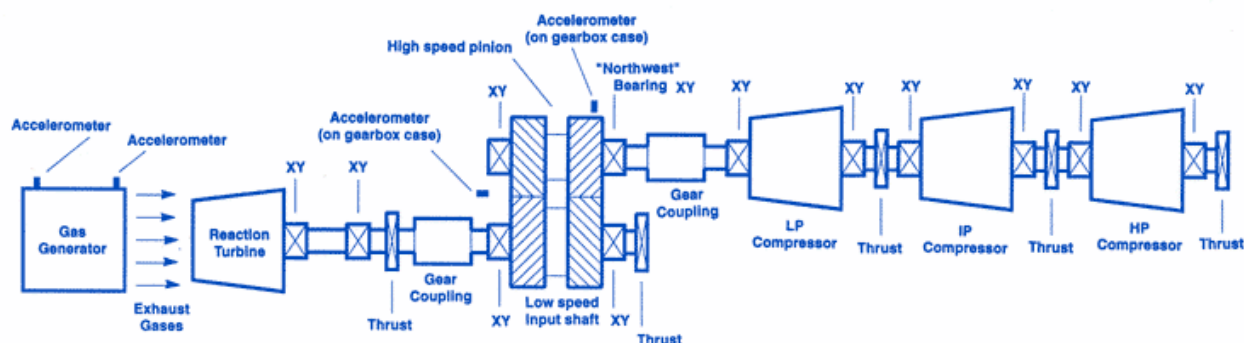 Accelerometer
(on gearbox case)
High speed pinion
"Northwest"
Bearing
XY
XY
XY
XY
XY
XY
XY
XY
Accelerometer
(on gearbox case)
Accelerometer
Accelerometer
XY
XY
Gas
Generator
Reaction
Turbine
Gear
Coupling
LP
Compressor
Thrust
IP
Compressor
Thrust
HP
Compressor
Thrust
Gear
Coupling
Exhaust
Gases
Thrust
XY
Low speed
Input shaft
XY
Thrust